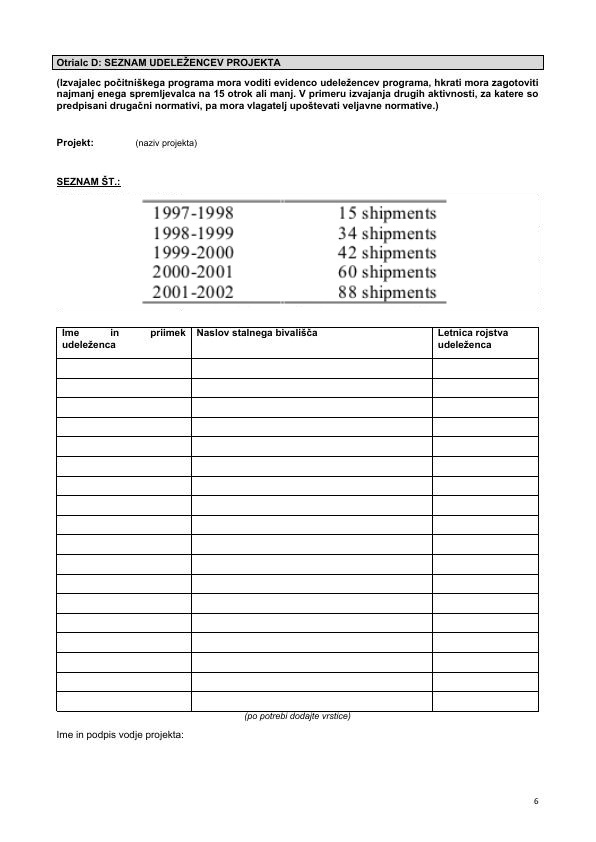 Otrialc D: SEZNAM UDELEŽENCEV PROJEKTA
(Izvajalec počitniškega programa mora voditi evidenco udeležencev programa, hkrati mora zagotoviti
najmanj enega spremljevalca na 15 otrok ali manj. V primeru izvajanja drugih aktivnosti, za katere so
predpisani drugačni normativi, pa mora vlagatelj upoštevati veljavne normative.)
Projekt: (naziv projekta)
SEZNAM ŠT.:
1997-1998 15 shipments
1998-1999 34 shipments
1999-2000 42 shipments
2000-2001 60 shipments
2001-2002 88 shipments
Ime in priimek udeleženca
Naslov stalnega bivališča
Letnica rojstva
udeleženca
(po potrebi dodajte vrstice)
Ime in podpis vodje projekta:
6